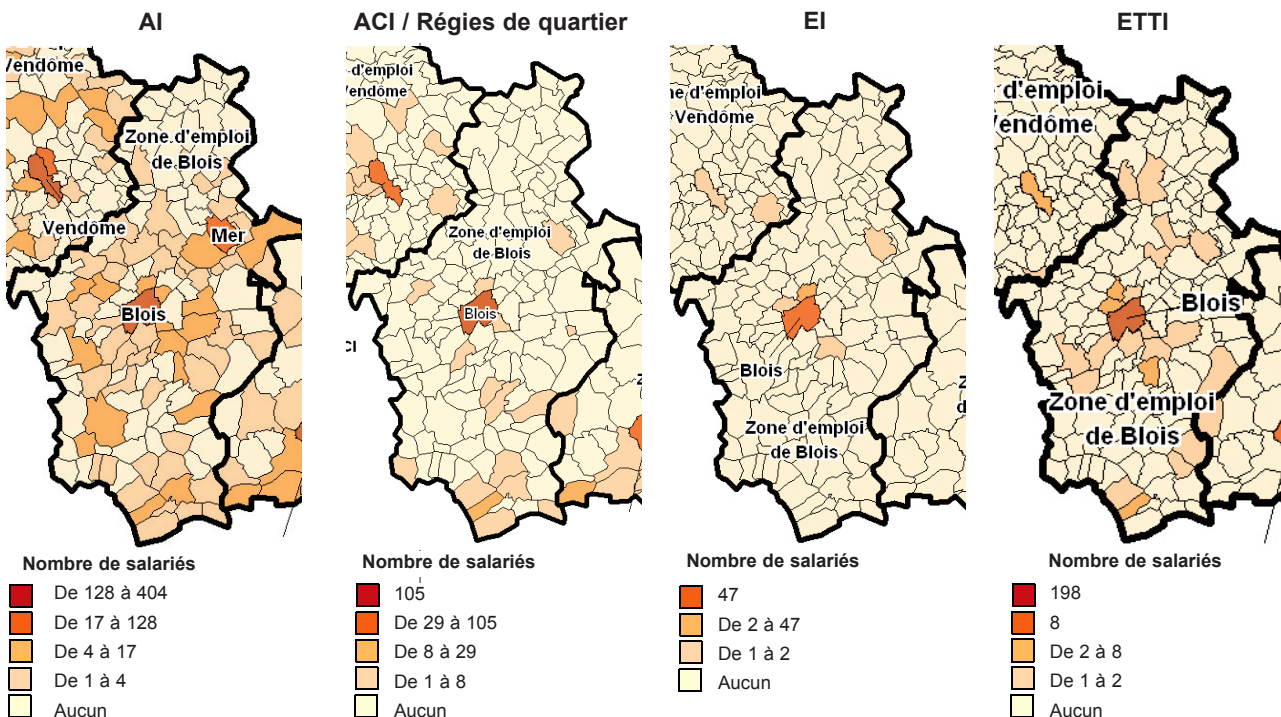 AI
Vendôme
Zone d'emploi
de Blois
Vendôme
Mer
Blois
Nombre de salariés
De 128 à 404
De 17 à 128
De 4 à 17
De 1 à 4
Aucun
ACI / Régies de quartier
d'emploi
Vendôme
Zone d'emploi
de Blois
Blois
CI
Nombre de salariés
105
De 29 à 105
De 8 à 29
De 1 à 8
Aucun
EI
ne d'emploi
Vendôme
Blois
Zone d'emploi
de Blois
Nombre de salariés
47
De 2 à 47
De 1 à 2
Aucun
ETTI
d'emploi
Vendôme
Blois
Zone d'emploi
de Blois
Nombre de salariés
198
8
De 2 à 8
De 1 à 2
Aucun